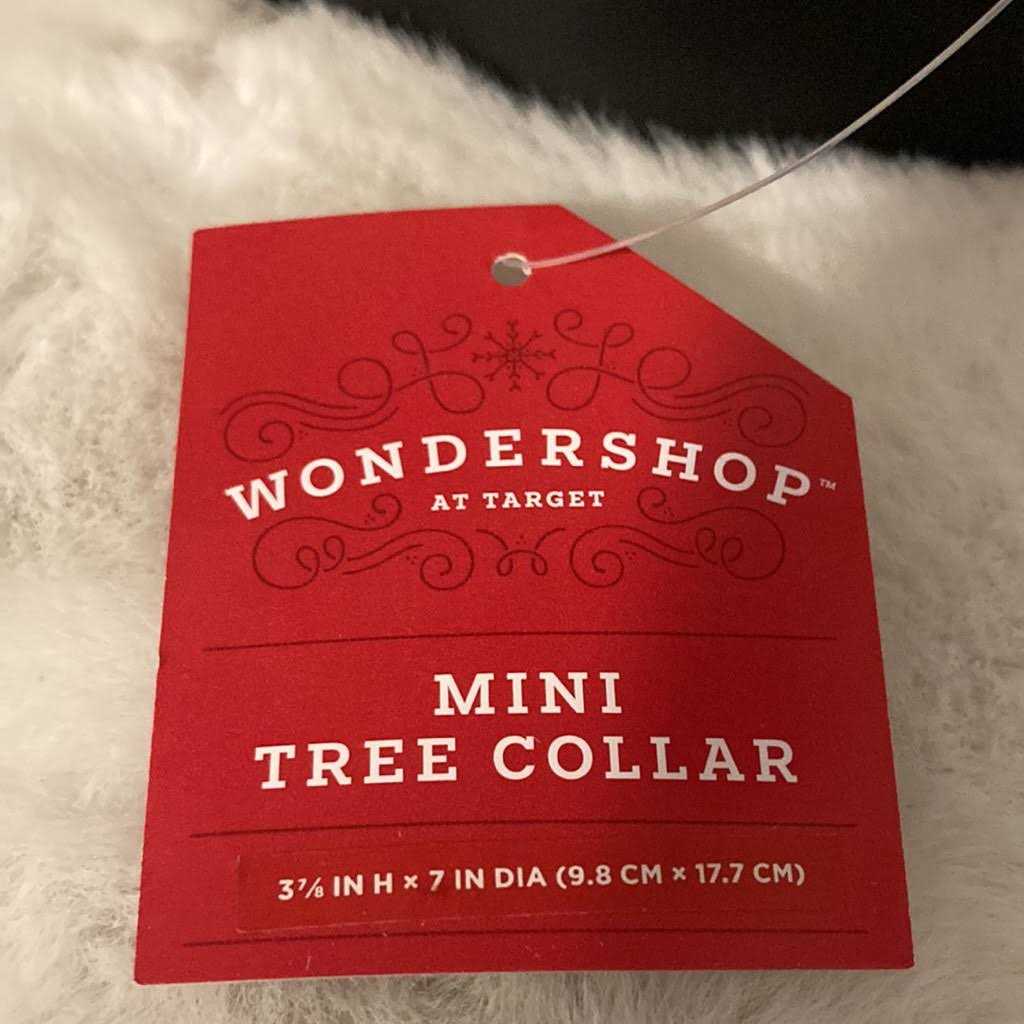 WONDERSHOP™
AT TARGET
MINI
TREE COLLAR
3⅞ IN H × 7 IN DIA (9.8 CM × 17.7 CM)